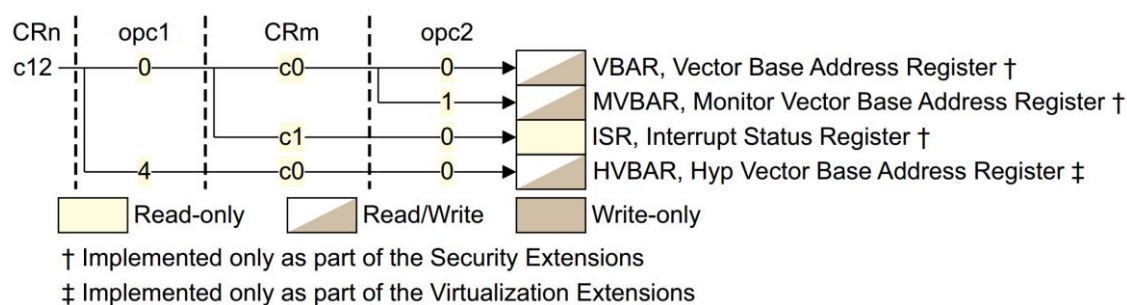 CRn opc1 CRm opc2
c12 0 c0 0 VBAR, Vector Base Address Register †
1 MVBAR, Monitor Vector Base Address Register †
c1 0 ISR, Interrupt Status Register †
4 c0 0 HVBAR, Hyp Vector Base Address Register ‡
Read-only Read/Write Write-only
† Implemented only as part of the Security Extensions
‡ Implemented only as part of the Virtualization Extensions